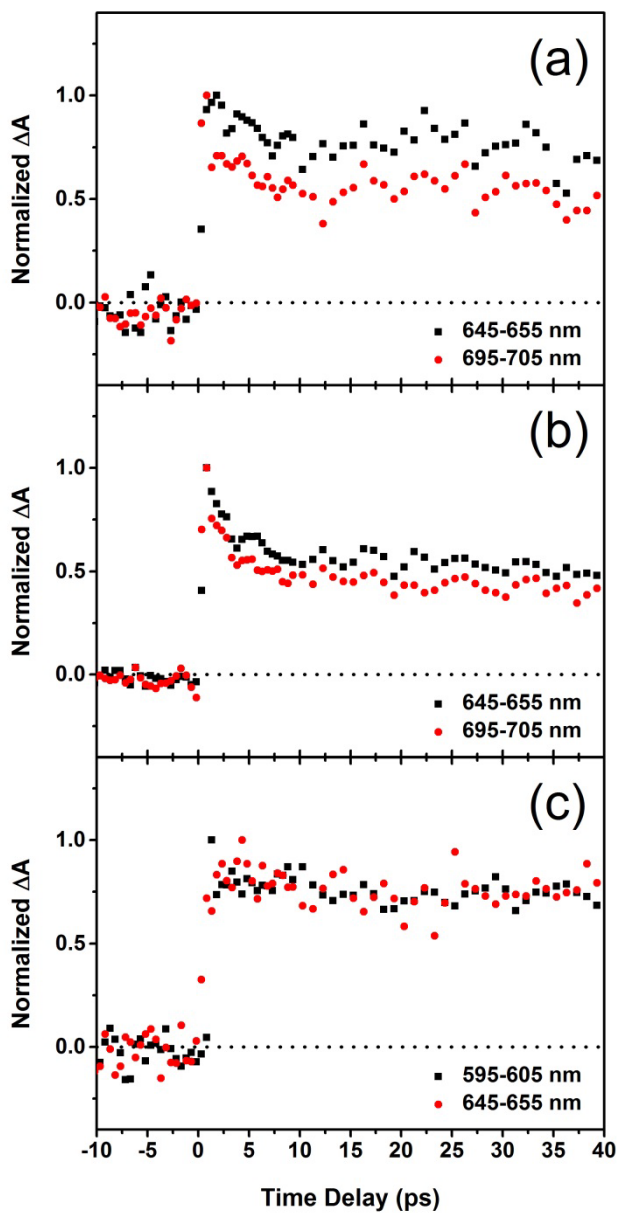 (a)
Normalized ΔA
1.0
0.5
0.0
645-655 nm
695-705 nm
(b)
Normalized ΔA
1.0
0.5
0.0
645-655 nm
695-705 nm
(c)
Normalized ΔA
1.0
0.5
0.0
595-605 nm
645-655 nm
-10 -5 0 5 10 15 20 25 30 35 40
Time Delay (ps)